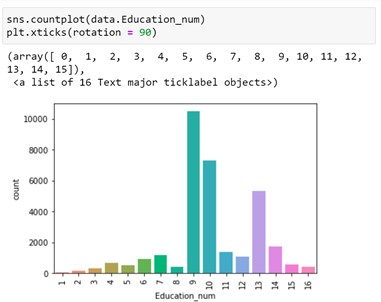 sns.countplot(data.Education_num)
plt.xticks(rotation = 90)
(array([ 0,  1,  2,  3,  4,  5,  6,  7,  8,  9, 10, 11, 12,
13, 14, 15]),
 <a list of 16 Text major ticklabel objects>)
10000
8000
6000
4000
2000
0
count
1 2 3 4 5 6 7 8 9 10 11 12 13 14 15 16
Education_num